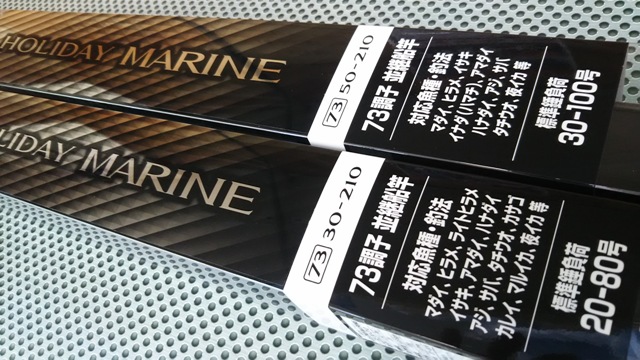 HOLIDAY MARINE
73 50-210
73調子 並継船竿
対応魚種・釣法
マダイ、ヒラメ、イサキ
イナダ(ハマチ)、アマダイ
ハナダイ、アジ、サバ
タチウオ、夜イカ 等
標準錘負荷
30-100号
LIDAY MARINE
73 30-210
73調子 並継船竿
対応魚種・釣法
マダイ、ヒラメ、ライトヒラメ
イサキ、アマダイ、ハナダイ
アジ、サバ、タチウオ、カサゴ
カレイ、マルイカ、夜イカ 等
標準錘負荷
20-80号